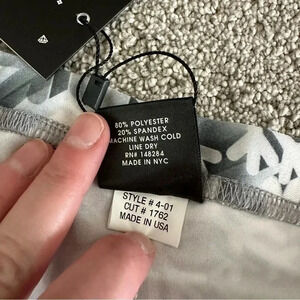 80% POLYESTER
20% SPANDEX
MACHINE WASH COLD
LINE DRY
RN# 148284
MADE IN NYC
STYLE # 4-01
CUT # 1762
MADE IN USA